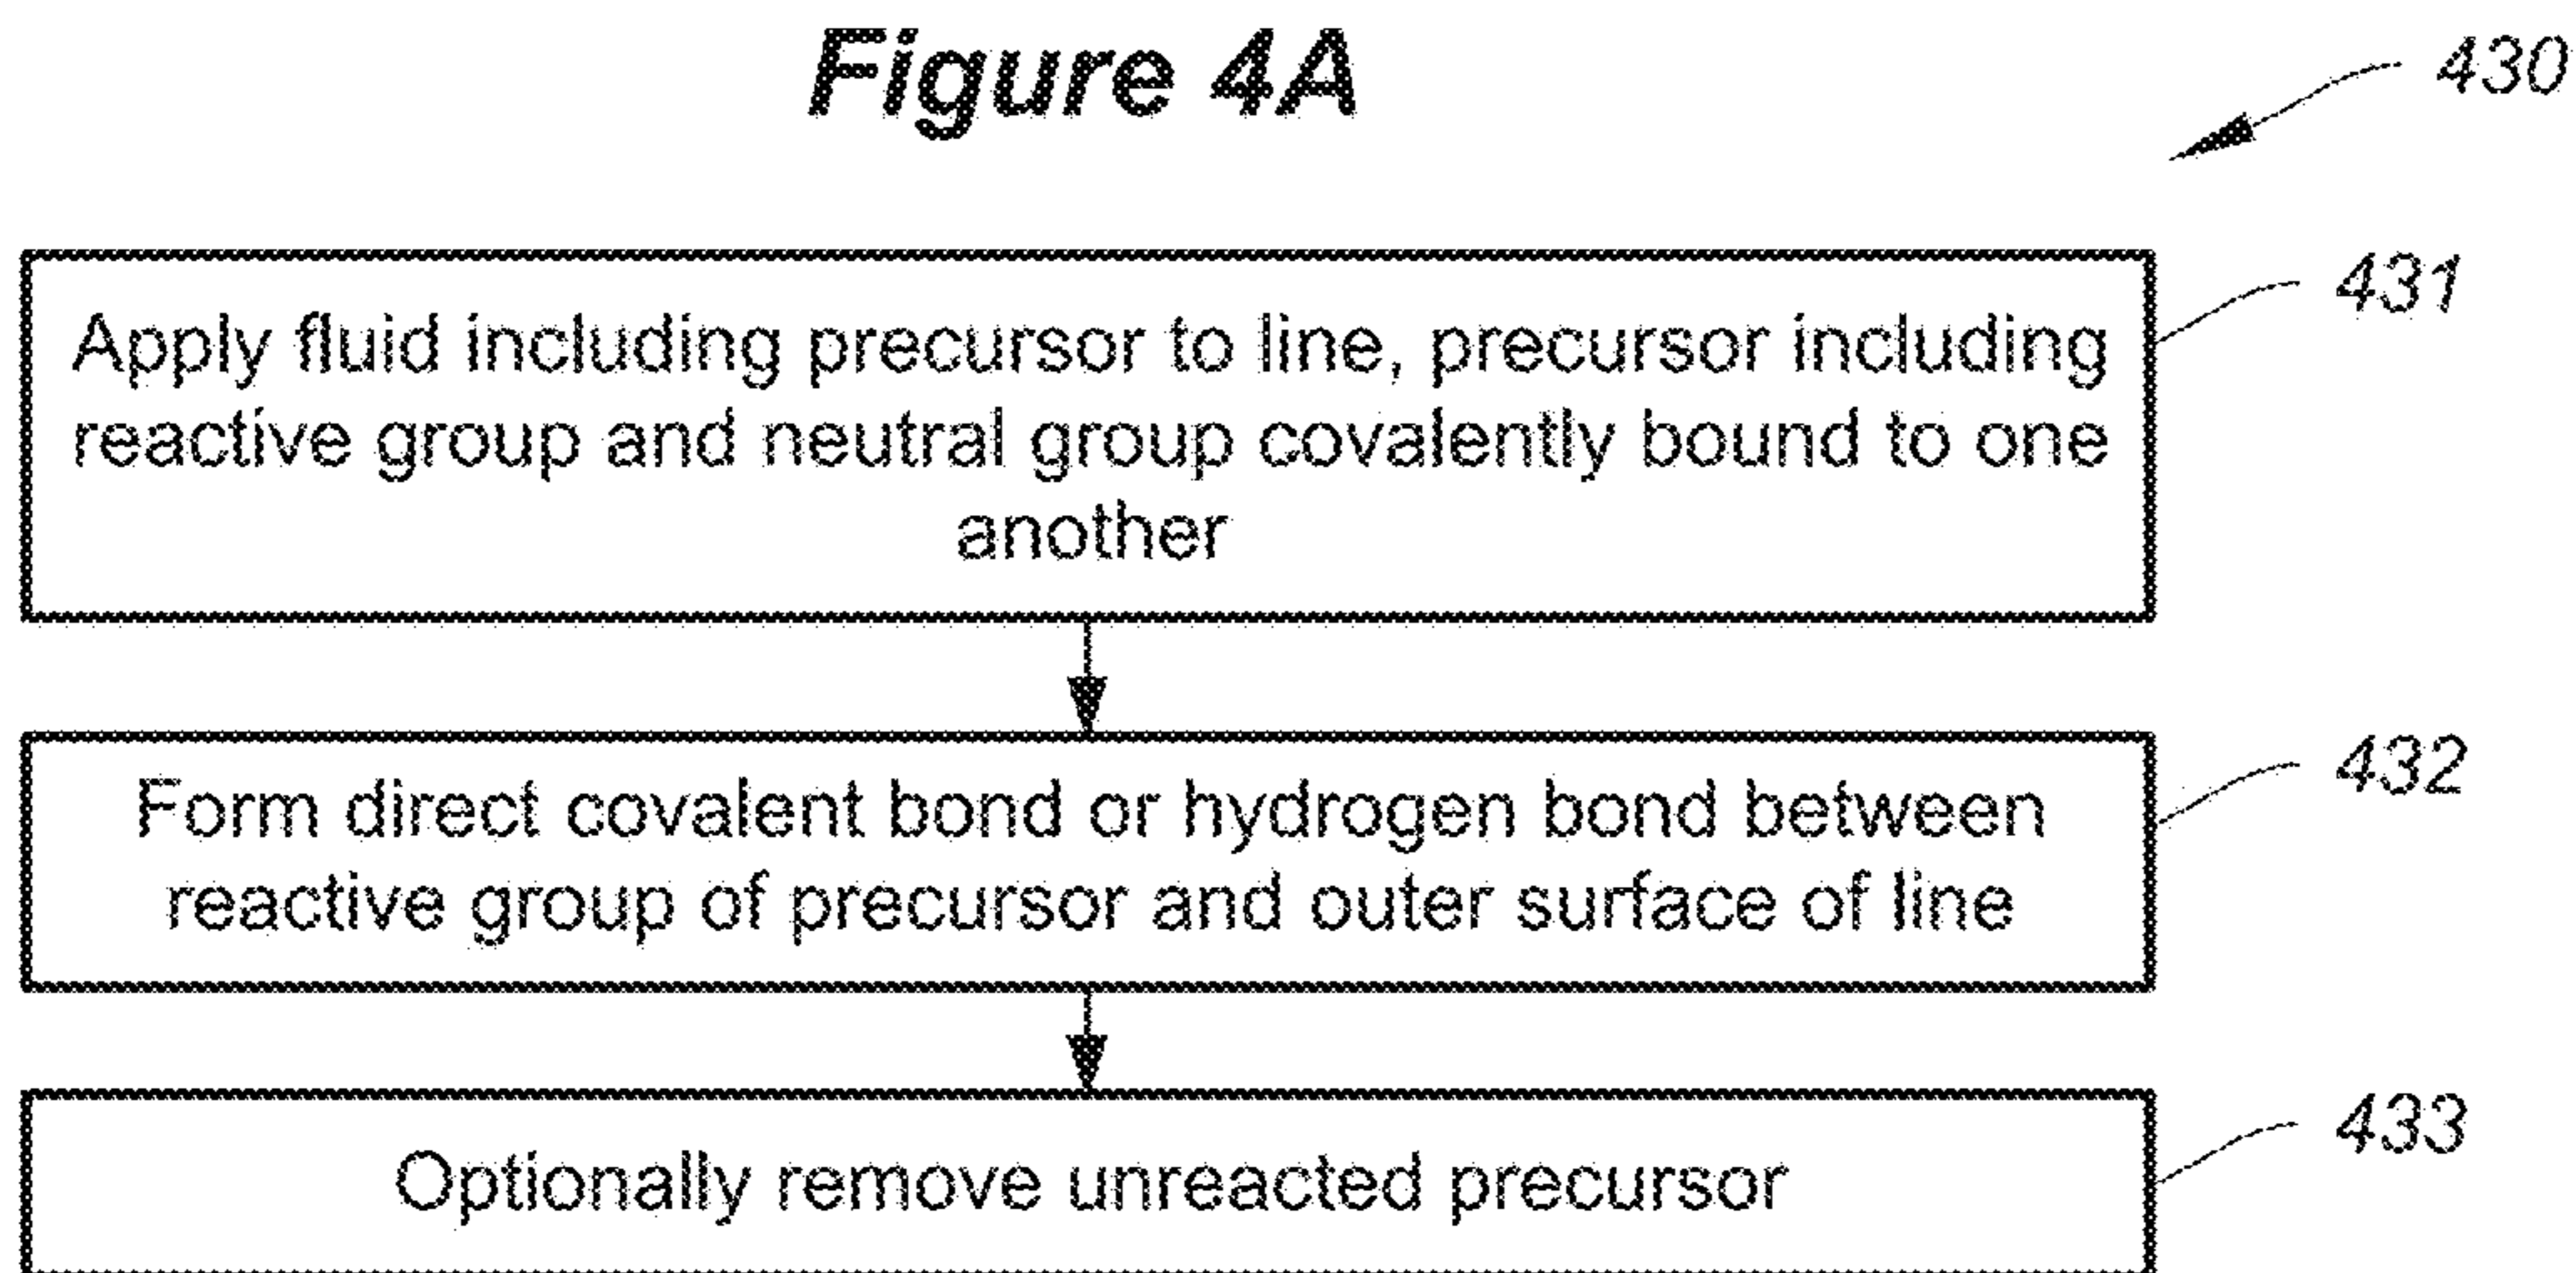 Figure 4A
430
Apply fluid including precursor to line, precursor including
reactive group and neutral group covalently bound to one
another
431
Form direct covalent bond or hydrogen bond between
reactive group of precursor and outer surface of line
432
Optionally remove unreacted precursor
433